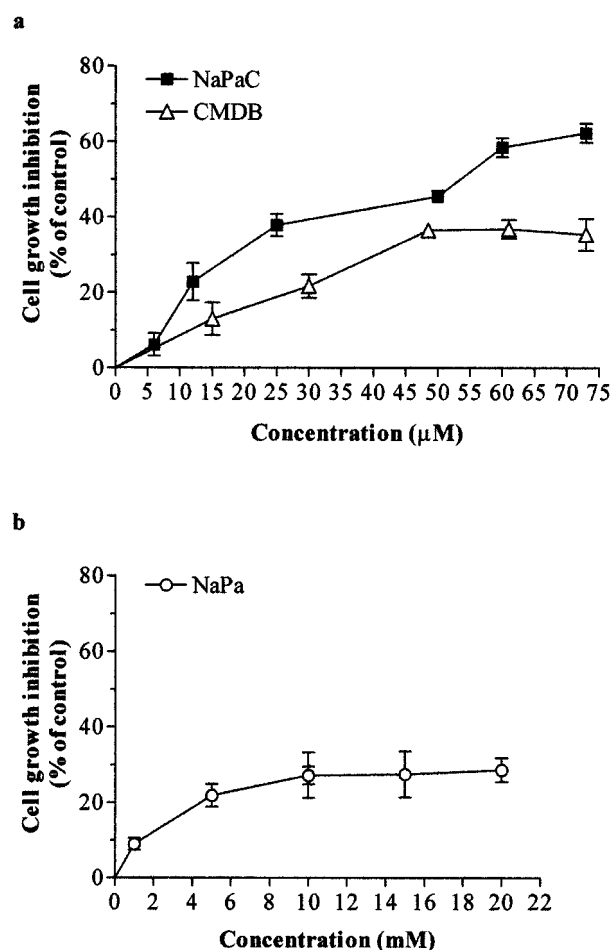 a
80
60
40
20
0
NaPaC
CMDB
Cell growth inhibition
(% of control)
0 5 10 15 20 25 30 35 40 45 50 55 60 65 70 75
Concentration (μM)
b
80
60
40
20
0
NaPa
Cell growth inhibition
(% of control)
0 2 4 6 8 10 12 14 16 18 20 22
Concentration (mM)